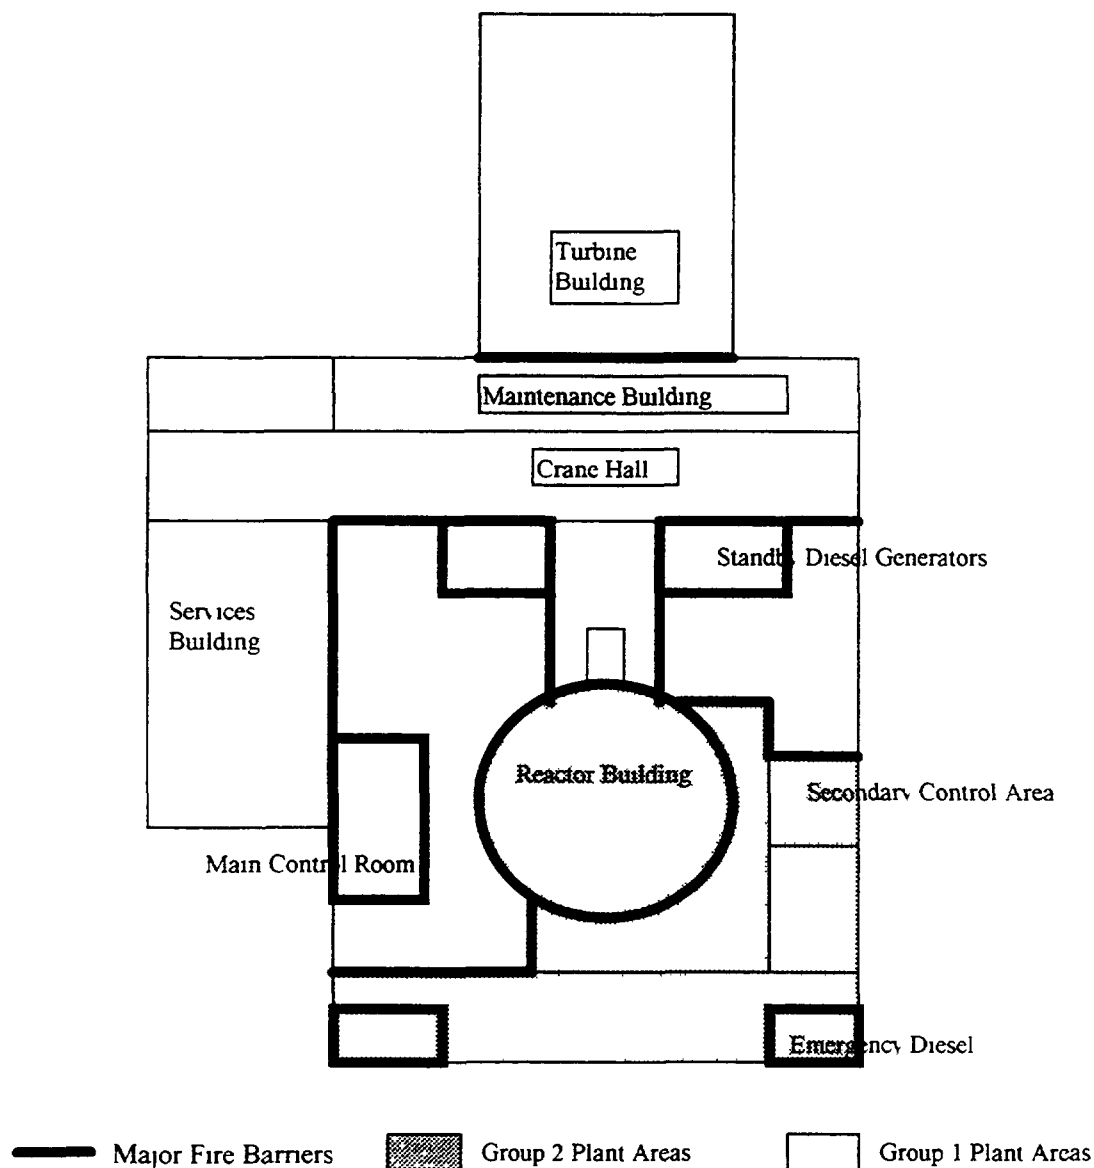 Turbine
Building
Maintenance Building
Crane Hall
Standby Diesel Generators
Services
Building
Reactor Building
Secondary Control Area
Main Control Room
Emergency Diesel
Major Fire Barriers
Group 2 Plant Areas
Group 1 Plant Areas